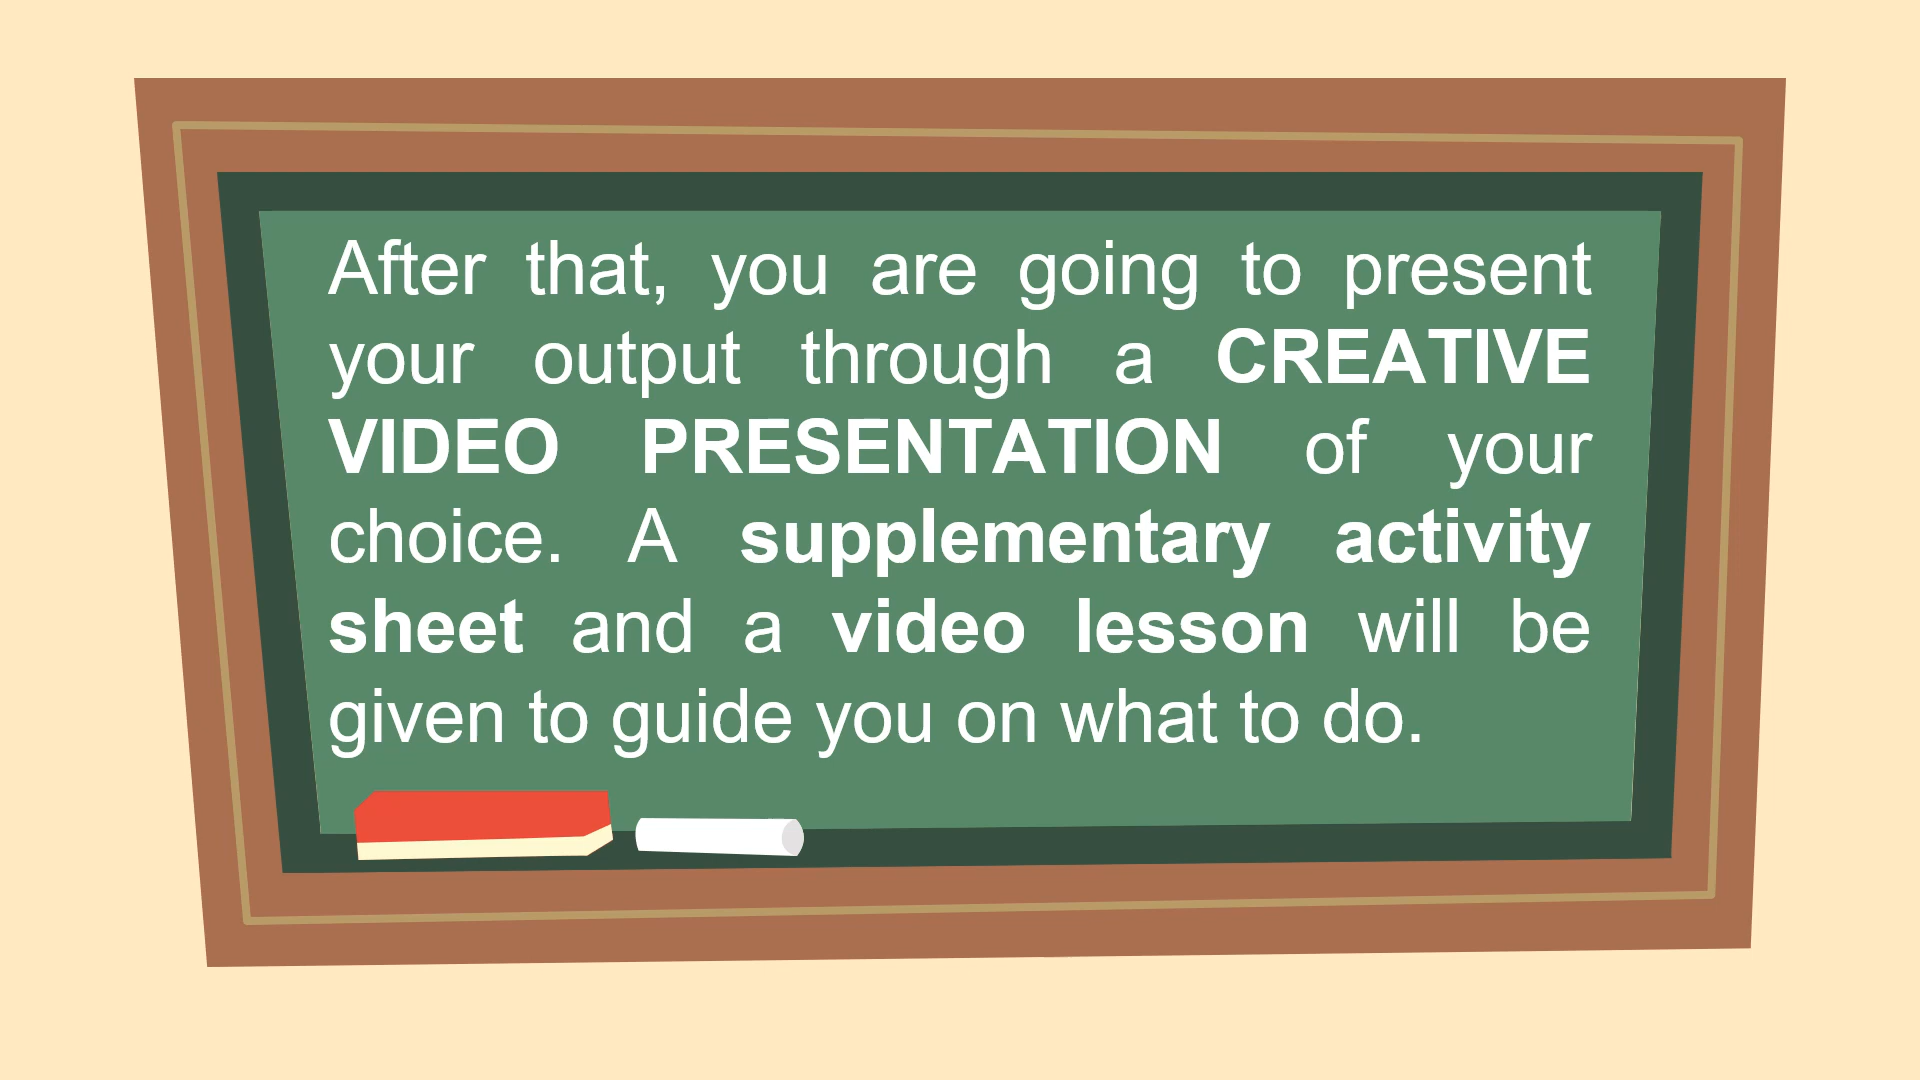 After that, you are going to present
your output through a CREATIVE
VIDEO PRESENTATION of your
choice. A supplementary activity
sheet and a video lesson will be
given to guide you on what to do.